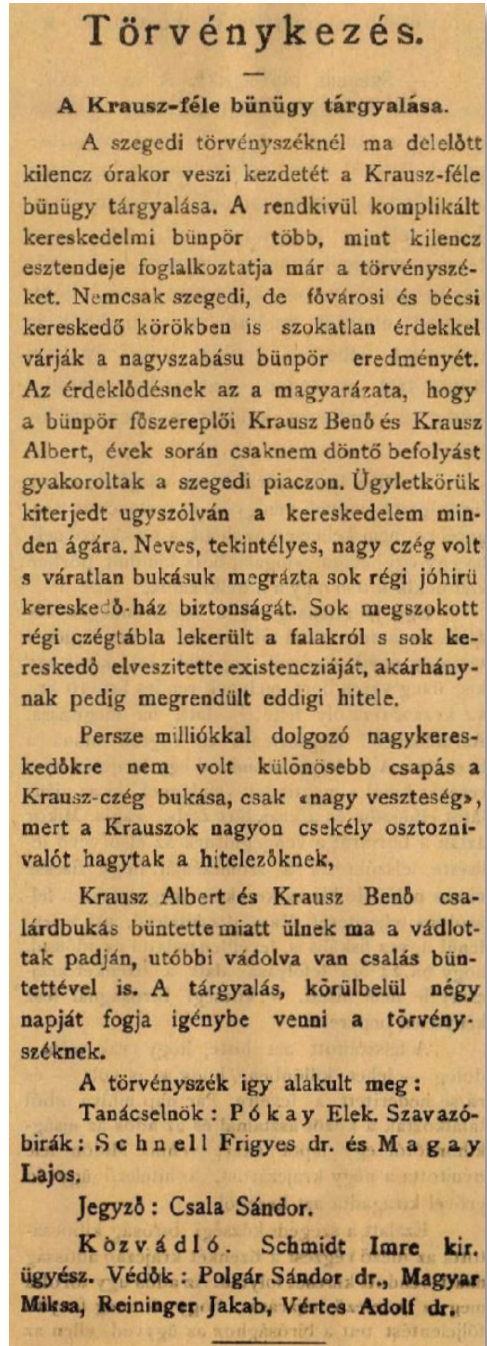 Törvénykezés.
A Krausz-féle bünügy tárgyalása.
A szegedi törvényszéknél ma delelőtt
kilencz órakor veszi kezdetét a Krausz-féle
bünügy tárgyalása. A rendkivül komplikált
kereskedelmi bünpör több, mint kilencz
esztendeje foglalkoztatja már a törvényszé-
ket. Nemcsak szegedi, de fővárosi és bécsi
kereskedő körökben is szokatlan érdekkel
várják a nagyszabásu bünpör eredményét.
Az érdeklődésnek az a magyarázata, hogy
a bünpör főszereplői Krausz Benő és Krausz
Albert, évek során csaknem döntő befolyást
gyakoroltak a szegedi piaczon. Ügyletkörük
kiterjedt ugyszólván a kereskedelem min-
den ágára. Neves, tekintélyes, nagy czég volt
s váratlan bukásuk megrázta sok régi jóhirü
kereskedő-ház biztonságát. Sok megszokott
régi czégtábla lekerült a falakról s sok ke-
reskedő elveszitette existencziáját, akárhány-
nak pedig megrendült eddigi hitele.
Persze milliókkal dolgozó nagykeres-
kedőkre nem volt különösebb csapás a
Krausz-czég bukása, csak «nagy veszteség»,
mert a Krauszok nagyon csekély osztozni-
valót hagytak a hitelezőknek,
Krausz Albert és Krausz Benő csa-
lárdbukás büntette miatt ülnek ma a vádlot-
tak padján, utóbbi vádolva van csalás bün-
tettével is. A tárgyalás, körülbelül négy
napját fogja igénybe venni a törvény-
széknek.
A törvényszék igy alakult meg:
Tanácselnök: Pókay Elek. Szavazó-
birák: Schnell Frigyes dr. és Magay
Lajos.
Jegyző: Csala Sándor.
Közvádló. Schmidt Imre kir.
ügyész. Védők: Polgár Sándor dr., Magyar
Miksa, Reininger Jakab, Vértes Adolf dr.